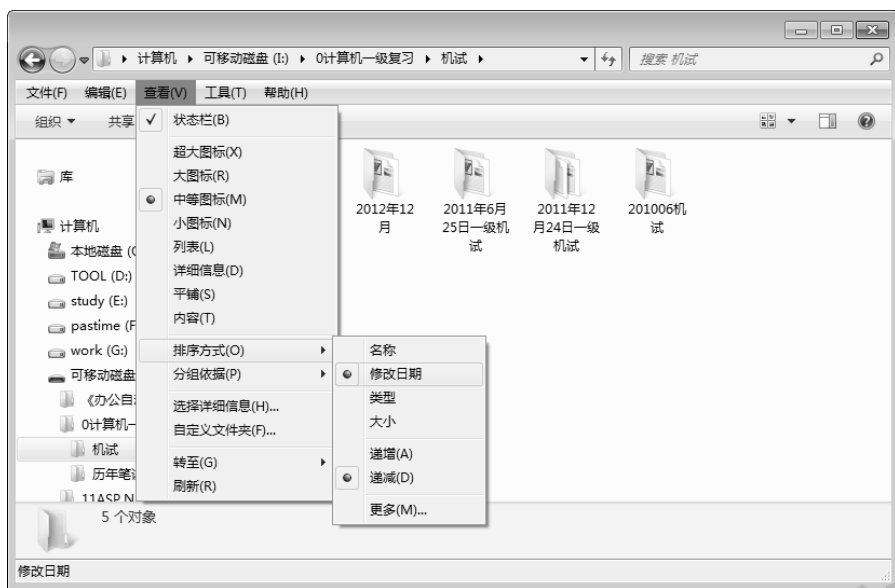 计算机 ▸ 可移动磁盘 (I:) ▸ 0计算机一级复习 ▸ 机试 ▸
搜索 机试
文件(F) 编辑(E) 查看(V) 工具(T) 帮助(H)
组织 共享
状态栏(B)
超大图标(X)
大图标(R)
中等图标(M)
小图标(N)
列表(L)
详细信息(D)
平铺(S)
内容(T)
排序方式(O)
分组依据(P)
选择详细信息(H)...
自定义文件夹(F)...
转至(G)
刷新(R)
名称
修改日期
类型
大小
递增(A)
递减(D)
更多(M)...
库
计算机
本地磁盘 (C
TOOL (D:)
study (E:)
pastime (F
work (G:)
可移动磁盘
《办公自
0计算机一
机试
历年笔
11ASP.N
2012年12
月
2011年6月
25日一级机
试
2011年12
月24日一级
机试
201006机
试
5 个对象
修改日期